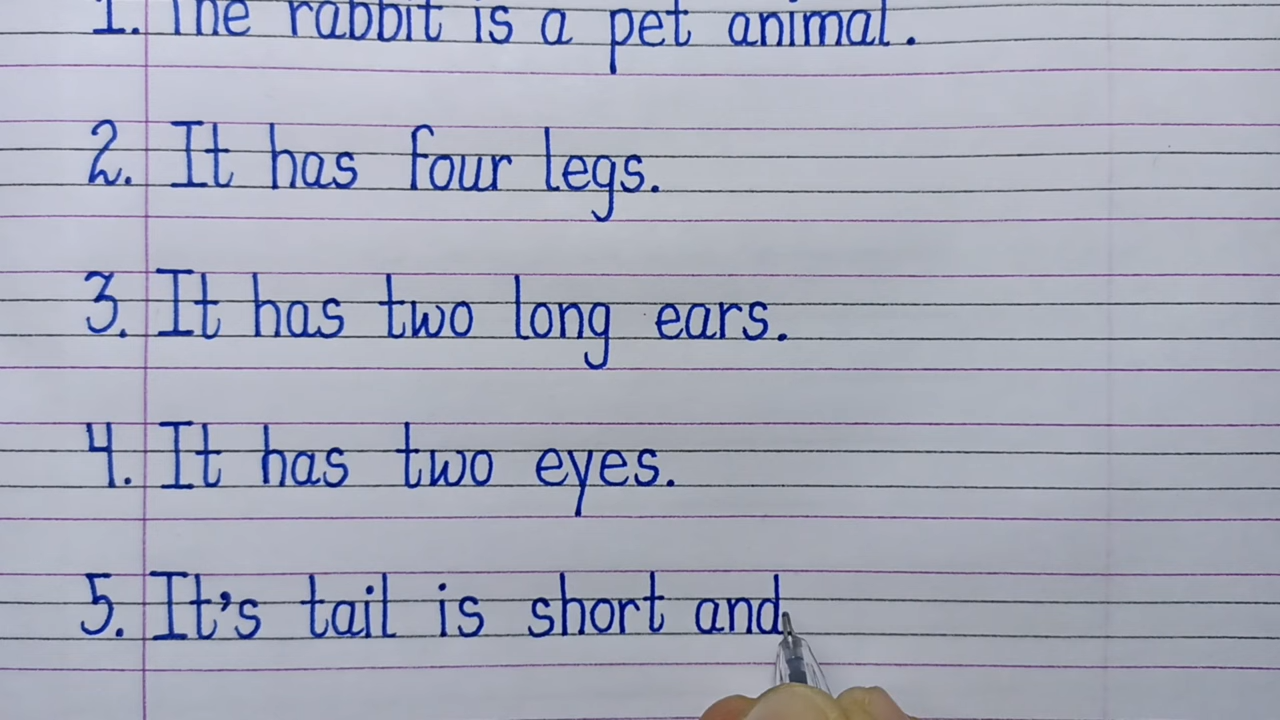 1. The rabbit is a pet animal.
2. It has four legs.
3. It has two long ears.
4. It has two eyes.
5. It's tail is short and